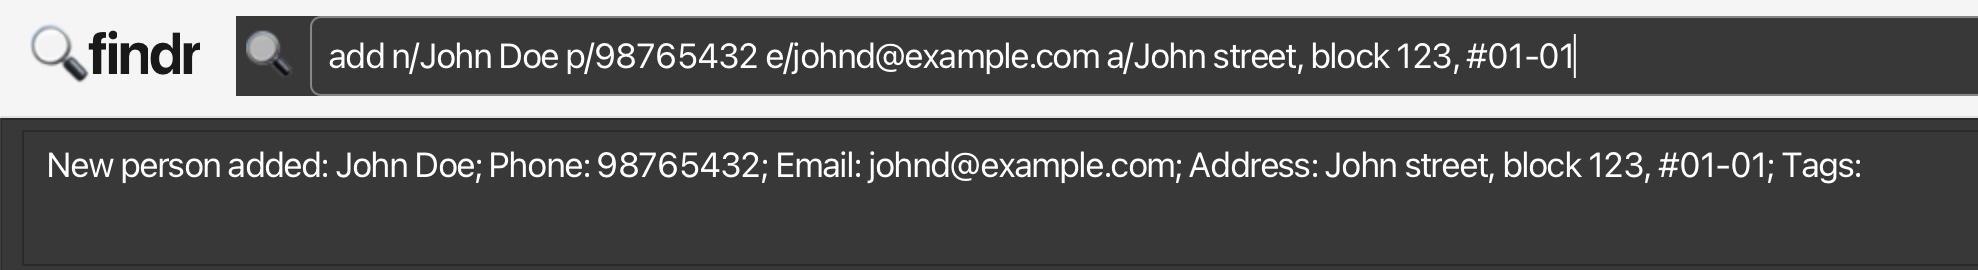 findr
add n/John Doe p/98765432 e/johnd@example.com a/John street, block 123, #01-01
New person added: John Doe; Phone: 98765432; Email: johnd@example.com; Address: John street, block 123, #01-01; Tags: